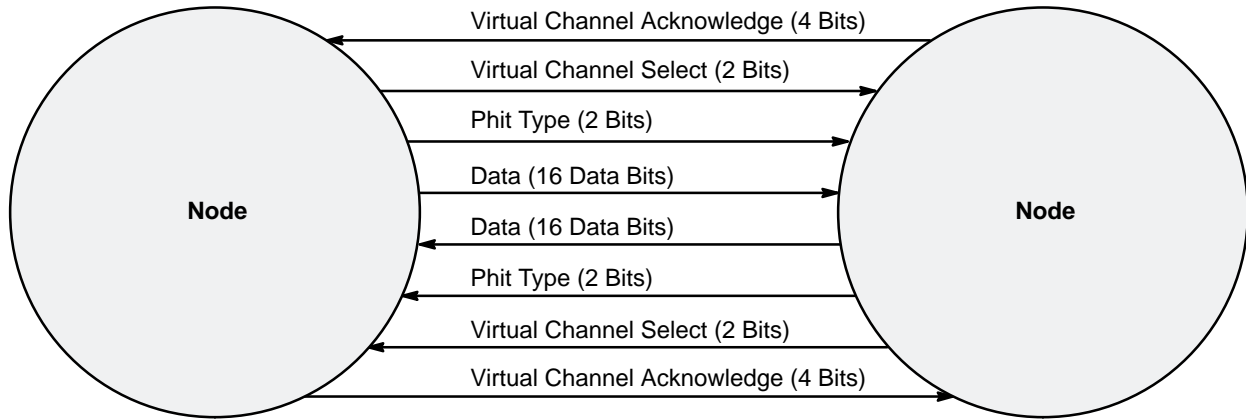 Virtual Channel Acknowledge (4 Bits)
Virtual Channel Select (2 Bits)
Phit Type (2 Bits)
Data (16 Data Bits)
Node
Node
Data (16 Data Bits)
Phit Type (2 Bits)
Virtual Channel Select (2 Bits)
Virtual Channel Acknowledge (4 Bits)